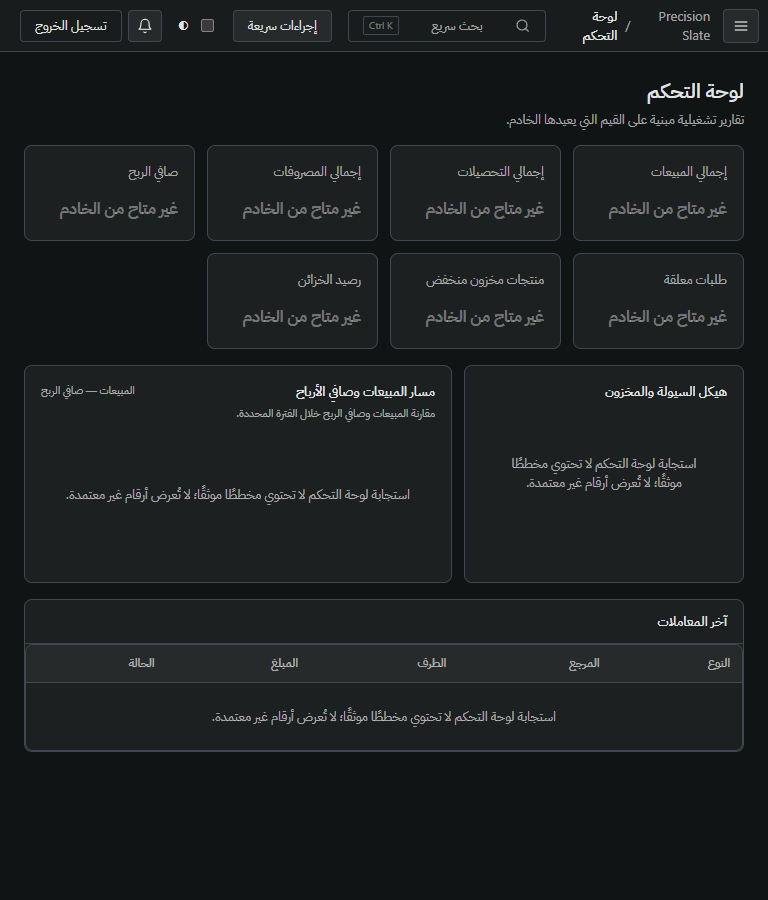 Precision
Slate
/
لوحة
التحكم
بحث سريع
Ctrl K
إجراءات سريعة
تسجيل الخروج
لوحة التحكم
تقارير تشغيلية مبنية على القيم التي يعيدها الخادم.
إجمالي المبيعات
غير متاح من الخادم
إجمالي التحصيلات
غير متاح من الخادم
إجمالي المصروفات
غير متاح من الخادم
صافي الربح
غير متاح من الخادم
طلبات معلقة
غير متاح من الخادم
منتجات مخزون منخفض
غير متاح من الخادم
رصيد الخزائن
غير متاح من الخادم
هيكل السيولة والمخزون
استجابة لوحة التحكم لا تحتوي مخططًا
موثقًا؛ لا تُعرض أرقام غير معتمدة.
مسار المبيعات وصافي الأرباح
مقارنة المبيعات وصافي الربح خلال الفترة المحددة.
المبيعات — صافي الربح
استجابة لوحة التحكم لا تحتوي مخططًا موثقًا؛ لا تُعرض أرقام غير معتمدة.
آخر المعاملات
النوع المرجع الطرف المبلغ الحالة
استجابة لوحة التحكم لا تحتوي مخططًا موثقًا؛ لا تُعرض أرقام غير معتمدة.